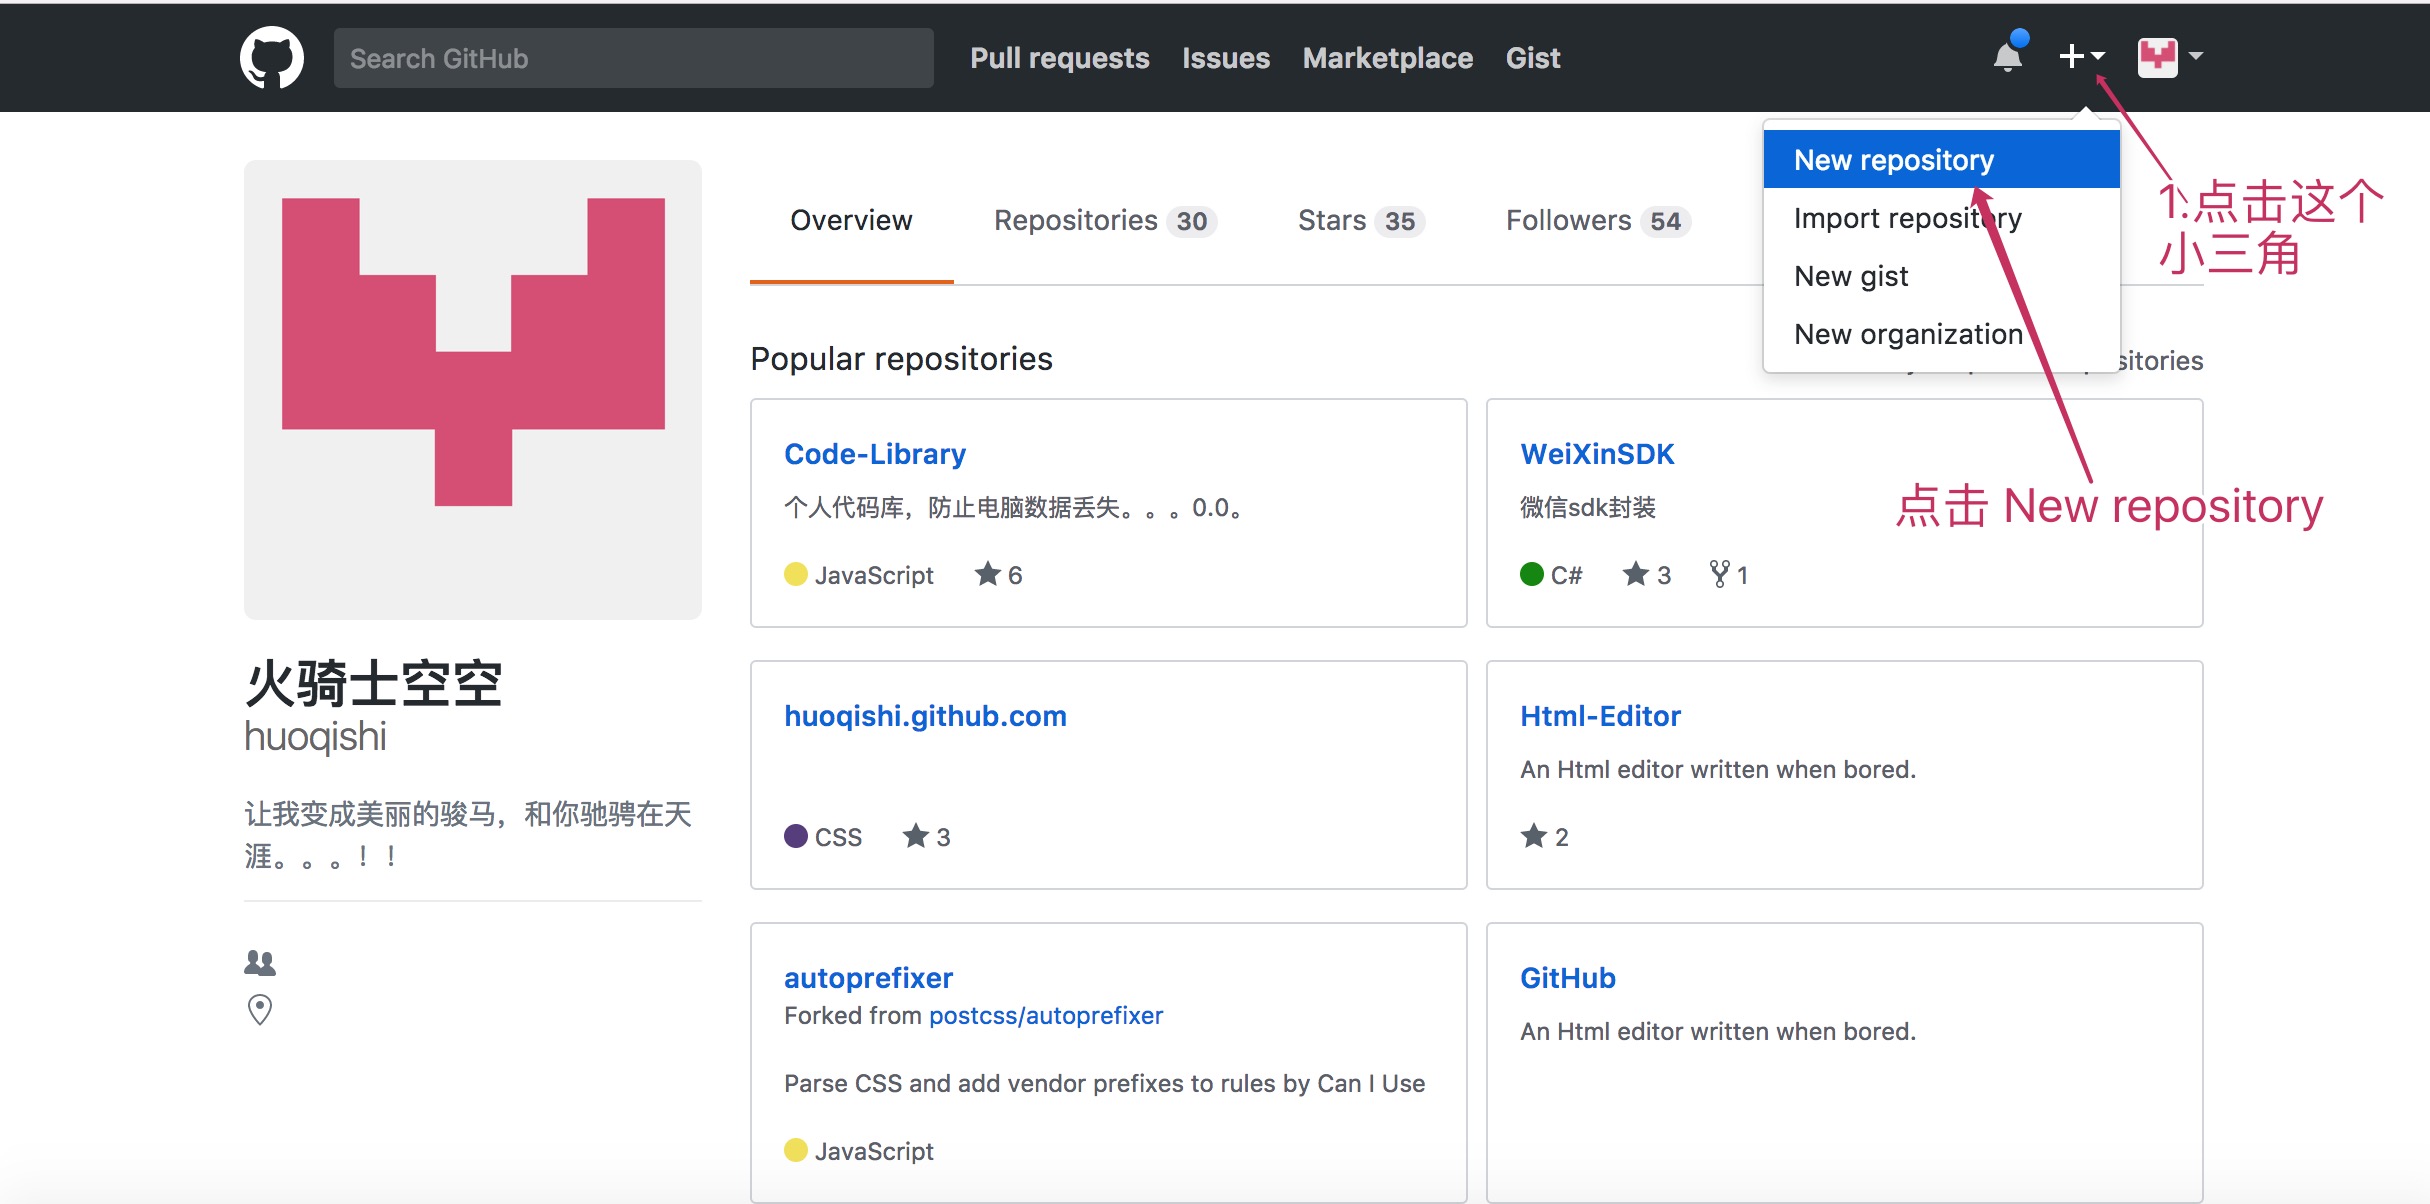 Search GitHub
Pull requests Issues Marketplace Gist
New repository
Import repository
New gist
New organization
1.点击这个
小三角
Overview Repositories 30 Stars 35 Followers 54
Popular repositories
sitories
点击 New repository
Code-Library
个人代码库，防止电脑数据丢失。。。0.0。
JavaScript 6
WeiXinSDK
微信sdk封装
C# 3 1
火骑士空空
huoqishi
让我变成美丽的骏马，和你驰骋在天
涯。。。！！
huoqishi.github.com
CSS 3
Html-Editor
An Html editor written when bored.
2
autoprefixer
Forked from postcss/autoprefixer
Parse CSS and add vendor prefixes to rules by Can I Use
JavaScript
GitHub
An Html editor written when bored.